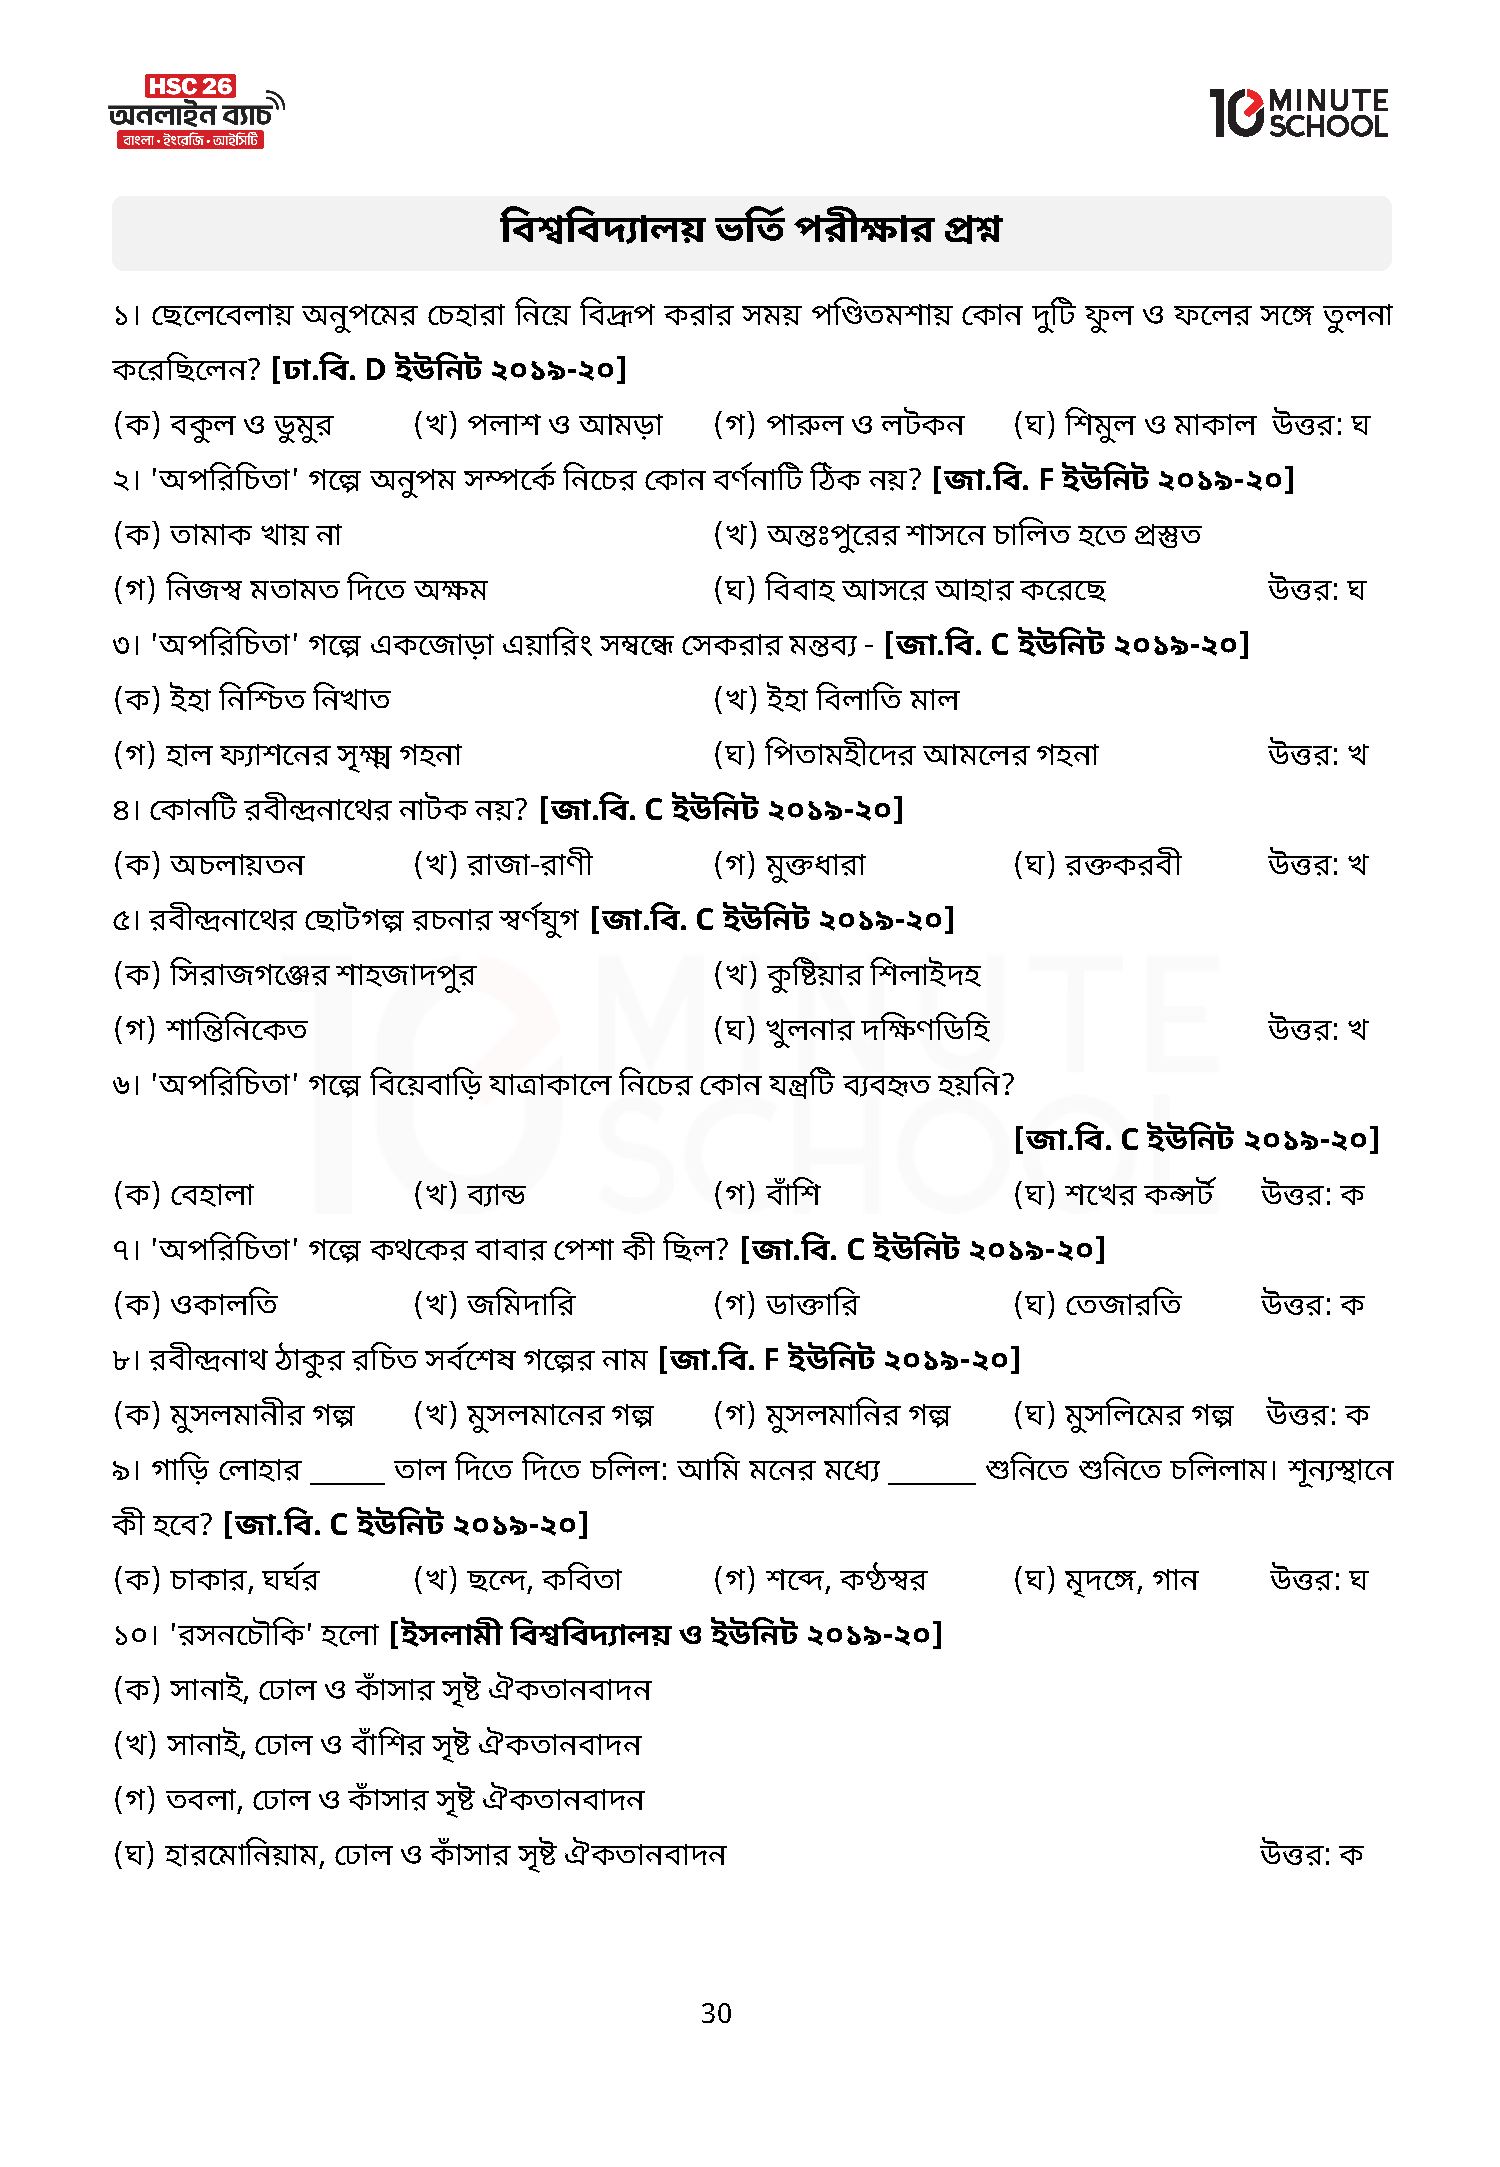 HSC 26
অনলাইন ব্যাচ
বাংলা • ইংরেজি • আইসিটি
10 MINUTE SCHOOL
বিশ্ববিদ্যালয় ভর্তি পরীক্ষার প্রশ্ন
১। ছেলেবেলায় অনুপমের চেহারা নিয়ে বিদ্রূপ করার সময় পণ্ডিতমশায় কোন দুটি ফুল ও ফলের সঙ্গে তুলনা
করেছিলেন? [ঢা.বি. D ইউনিট ২০১৯-২০]
(ক) বকুল ও ডুমুর (খ) পলাশ ও আমড়া (গ) পারুল ও লটকন (ঘ) শিমুল ও মাকাল উত্তর: ঘ
২। 'অপরিচিতা' গল্পে অনুপম সম্পর্কে নিচের কোন বর্ণনাটি ঠিক নয়? [জা.বি. F ইউনিট ২০১৯-২০]
(ক) তামাক খায় না (খ) অন্তঃপুরের শাসনে চালিত হতে প্রস্তুত
(গ) নিজস্ব মতামত দিতে অক্ষম (ঘ) বিবাহ আসরে আহার করেছে উত্তর: ঘ
৩। 'অপরিচিতা' গল্পে একজোড়া এয়ারিং সম্বন্ধে সেকরার মন্তব্য - [জা.বি. C ইউনিট ২০১৯-২০]
(ক) ইহা নিশ্চিত নিখাত (খ) ইহা বিলাতি মাল
(গ) হাল ফ্যাশনের সৃক্ষ্ম গহনা (ঘ) পিতামহীদের আমলের গহনা উত্তর: খ
৪। কোনটি রবীন্দ্রনাথের নাটক নয়? [জা.বি. C ইউনিট ২০১৯-২০]
(ক) অচলায়তন (খ) রাজা-রাণী (গ) মুক্তধারা (ঘ) রক্তকরবী উত্তর: খ
৫। রবীন্দ্রনাথের ছোটগল্প রচনার স্বর্ণযুগ [জা.বি. C ইউনিট ২০১৯-২০]
(ক) সিরাজগঞ্জের শাহজাদপুর (খ) কুষ্টিয়ার শিলাইদহ
(গ) শান্তিনিকেত (ঘ) খুলনার দক্ষিণডিহি উত্তর: খ
৬। 'অপরিচিতা' গল্পে বিয়েবাড়ি যাত্রাকালে নিচের কোন যন্ত্রটি ব্যবহৃত হয়নি?
[জা.বি. C ইউনিট ২০১৯-২০]
(ক) বেহালা (খ) ব্যান্ড (গ) বাঁশি (ঘ) শখের কন্সর্ট উত্তর: ক
৭। 'অপরিচিতা' গল্পে কথকের বাবার পেশা কী ছিল? [জা.বি. C ইউনিট ২০১৯-২০]
(ক) ওকালতি (খ) জমিদারি (গ) ডাক্তারি (ঘ) তেজারতি উত্তর: ক
৮। রবীন্দ্রনাথ ঠাকুর রচিত সর্বশেষ গল্পের নাম [জা.বি. F ইউনিট ২০১৯-২০]
(ক) মুসলমানীর গল্প (খ) মুসলমানের গল্প (গ) মুসলমানির গল্প (ঘ) মুসলিমের গল্প উত্তর: ক
৯। গাড়ি লোহার ______ তাল দিতে দিতে চলিল: আমি মনের মধ্যে _______ শুনিতে শুনিতে চলিলাম। শূন্যস্থানে
কী হবে? [জা.বি. C ইউনিট ২০১৯-২০]
(ক) চাকার, ঘর্ঘর (খ) ছন্দে, কবিতা (গ) শব্দে, কণ্ঠস্বর (ঘ) মৃদঙ্গে, গান উত্তর: ঘ
১০। 'রসনচৌকি' হলো [ইসলামী বিশ্ববিদ্যালয় ও ইউনিট ২০১৯-২০]
(ক) সানাই, ঢোল ও কাঁসার সৃষ্ট ঐকতানবাদন
(খ) সানাই, ঢোল ও বাঁশির সৃষ্ট ঐকতানবাদন
(গ) তবলা, ঢোল ও কাঁসার সৃষ্ট ঐকতানবাদন
(ঘ) হারমোনিয়াম, ঢোল ও কাঁসার সৃষ্ট ঐকতানবাদন উত্তর: ক
30